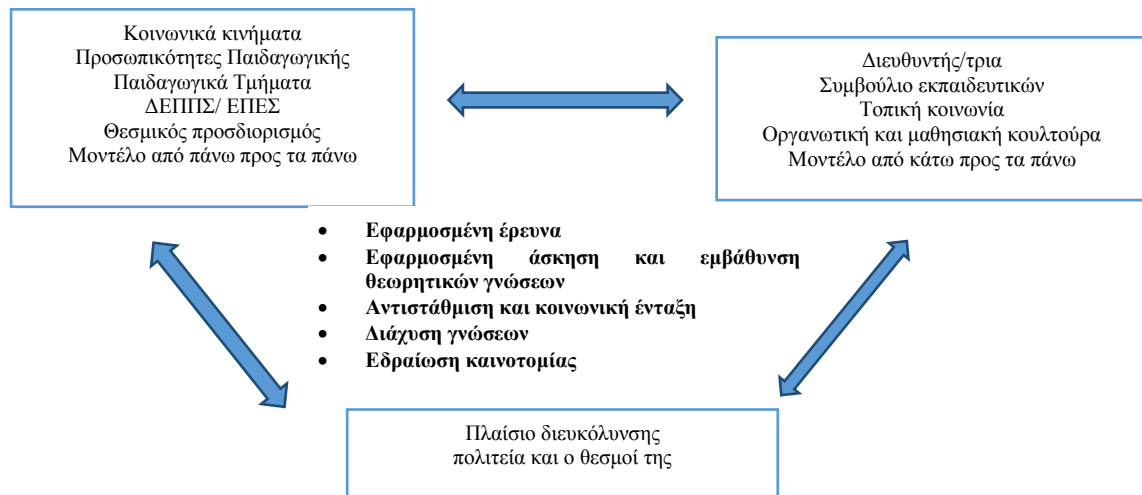 Κοινωνικά κινήματα
Προσωπικότητες Παιδαγωγικής
Παιδαγωγικά Τμήματα
ΔΕΠΠΣ/ ΕΠΕΣ
Θεσμικός προσδιορισμός
Μοντέλο από πάνω προς τα πάνω
Διευθυντής/τρια
Συμβούλιο εκπαιδευτικών
Τοπική κοινωνία
Οργανωτική και μαθησιακή κουλτούρα
Μοντέλο από κάτω προς τα πάνω
• Εφαρμοσμένη έρευνα
• Εφαρμοσμένη άσκηση και εμβάθυνση
θεωρητικών γνώσεων
• Αντιστάθμιση και κοινωνική ένταξη
• Διάχυση γνώσεων
• Εδραίωση καινοτομίας
Πλαίσιο διευκόλυνσης
πολιτεία και ο θεσμοί της